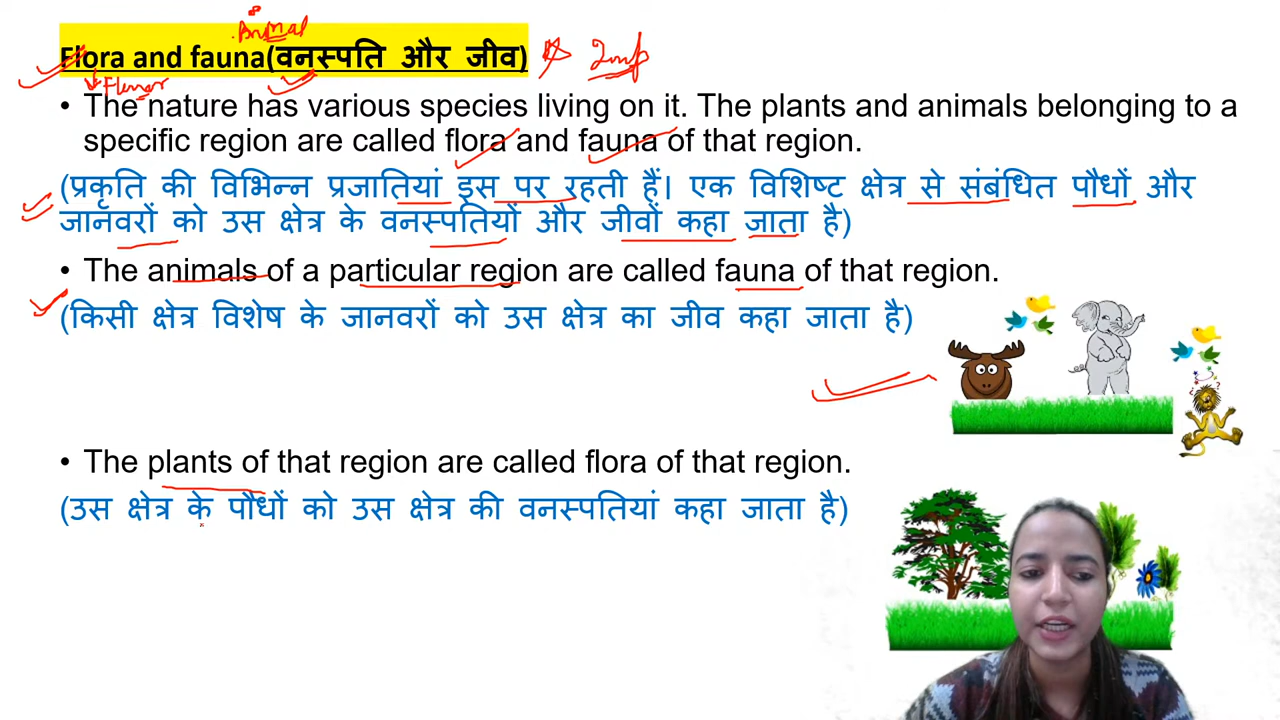 Animal
Flora and fauna(वनस्पति और जीव) Imp
Flower
• The nature has various species living on it. The plants and animals belonging to a
specific region are called flora and fauna of that region.
(प्रकृति की विभिन्न प्रजातियां इस पर रहती हैं। एक विशिष्ट क्षेत्र से संबंधित पौधों और
जानवरों को उस क्षेत्र के वनस्पतियों और जीवों कहा जाता है)
• The animals of a particular region are called fauna of that region.
(किसी क्षेत्र विशेष के जानवरों को उस क्षेत्र का जीव कहा जाता है)
• The plants of that region are called flora of that region.
(उस क्षेत्र के पौधों को उस क्षेत्र की वनस्पतियां कहा जाता है)